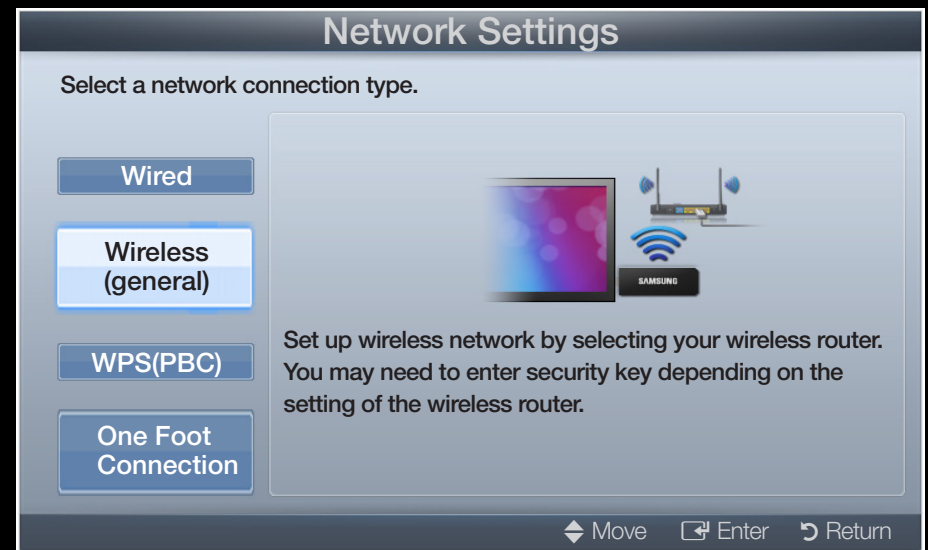 Network Settings
Select a network connection type.
Wired
Wireless
(general)
WPS(PBC)
One Foot
Connection
SAMSUNG
Set up wireless network by selecting your wireless router.
You may need to enter security key depending on the
setting of the wireless router.
Move Enter Return